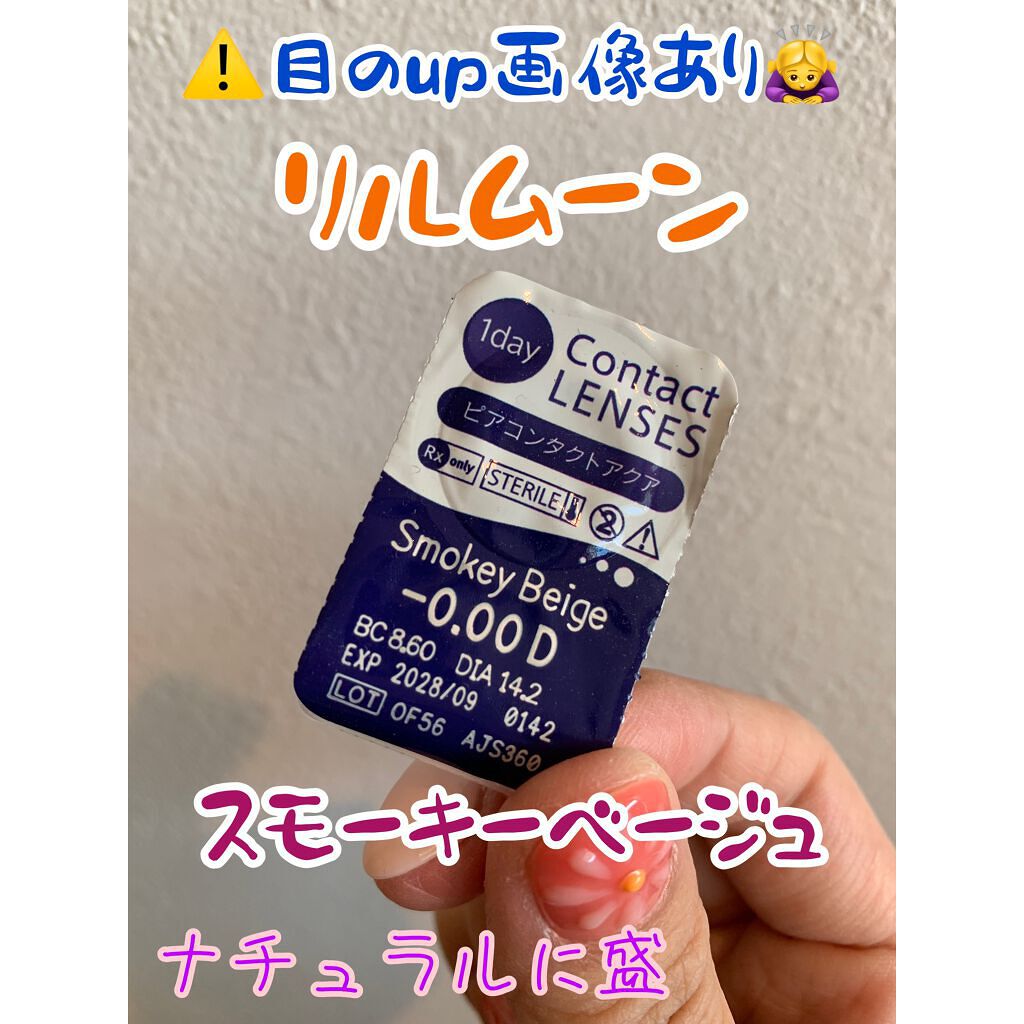 ⚠️目のup画像あり🙇‍♀️
リルムーン
1day
Contact
LENSES
ピアコンタクトアクア
Rx only
STERILE
2
Smokey Beige
-0.00 D
BC 8.60 DIA 14.2
EXP 2028/09 0142
LOT OF56 AJS360
スモーキーベージュ
ナチュラルに盛